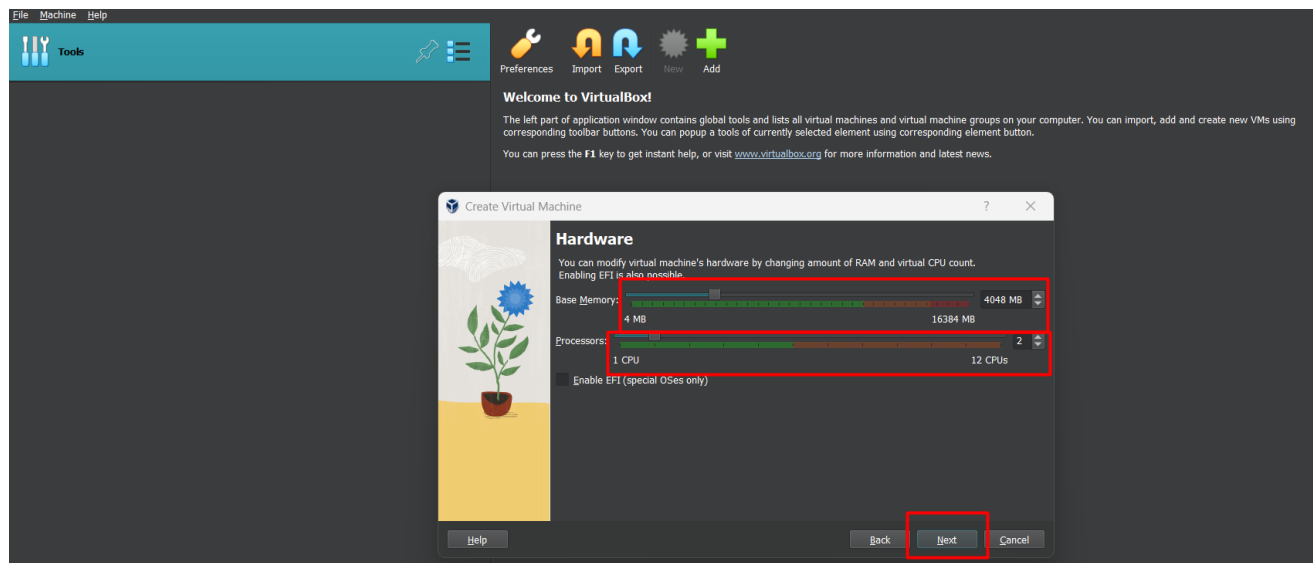 File Machine Help
Tools
Preferences Import Export New Add
Welcome to VirtualBox!
The left part of application window contains global tools and lists all virtual machines and virtual machine groups on your computer. You can import, add and create new VMs using
corresponding toolbar buttons. You can popup a tools of currently selected element using corresponding element button.
You can press the F1 key to get instant help, or visit www.virtualbox.org for more information and latest news.
Create Virtual Machine ? ×
Hardware
You can modify virtual machine's hardware by changing amount of RAM and virtual CPU count.
Enabling EFI is also possible.
Base Memory: 4048 MB
4 MB 16384 MB
Processors: 2
1 CPU 12 CPUs
Enable EFI (special OSes only)
Help Back Next Cancel